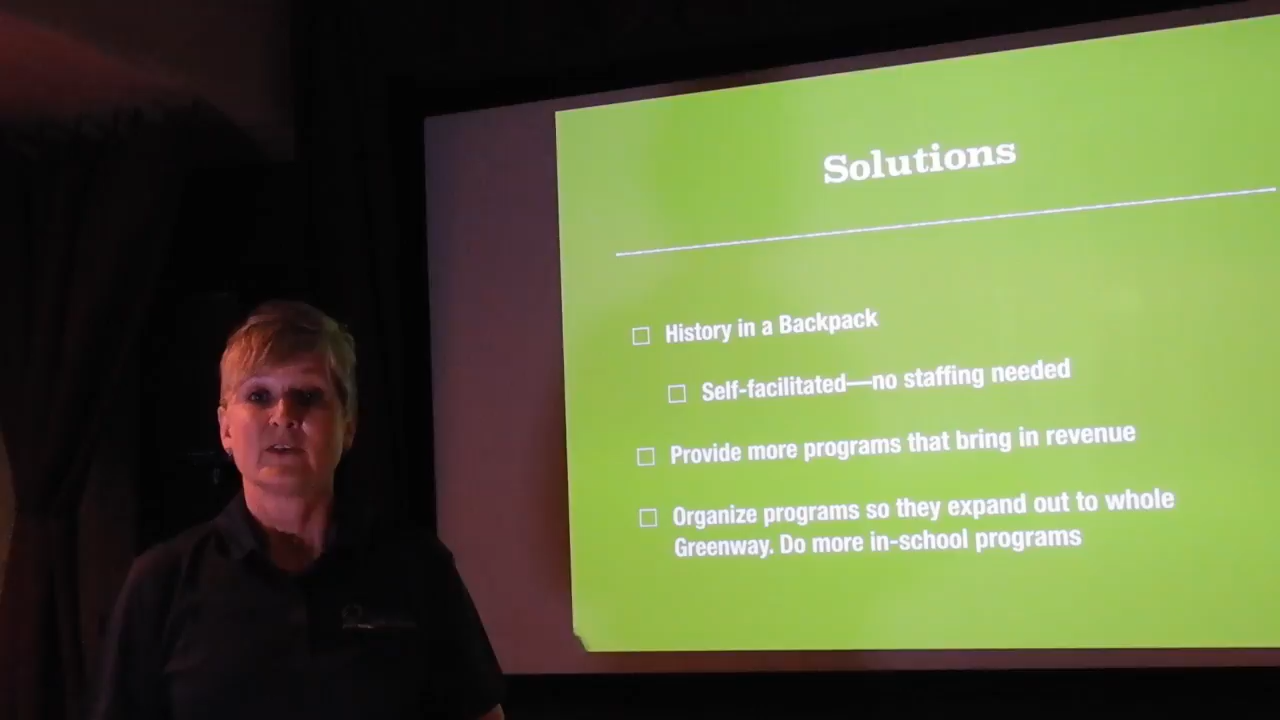 Solutions
History in a Backpack
Self-facilitated—no staffing needed
Provide more programs that bring in revenue
Organize programs so they expand out to whole
Greenway. Do more in-school programs